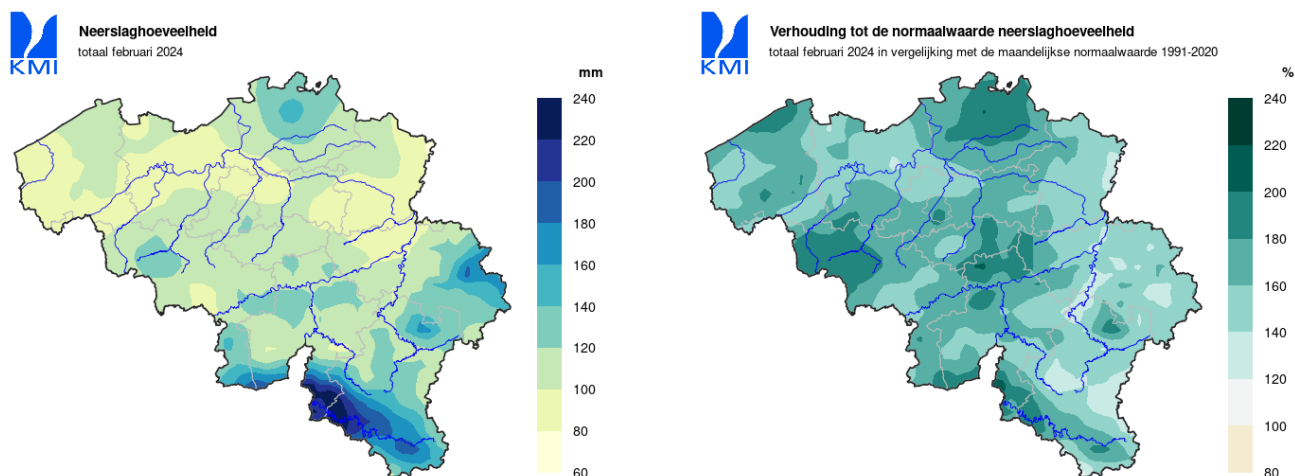 KMI
Neerslaghoeveelheid
totaal februari 2024
mm
240
220
200
180
160
140
120
100
80
60
KMI
Verhouding tot de normaalwaarde neerslaghoeveelheid
totaal februari 2024 in vergelijking met de maandelijkse normaalwaarde 1991-2020
%
240
220
200
180
160
140
120
100
80